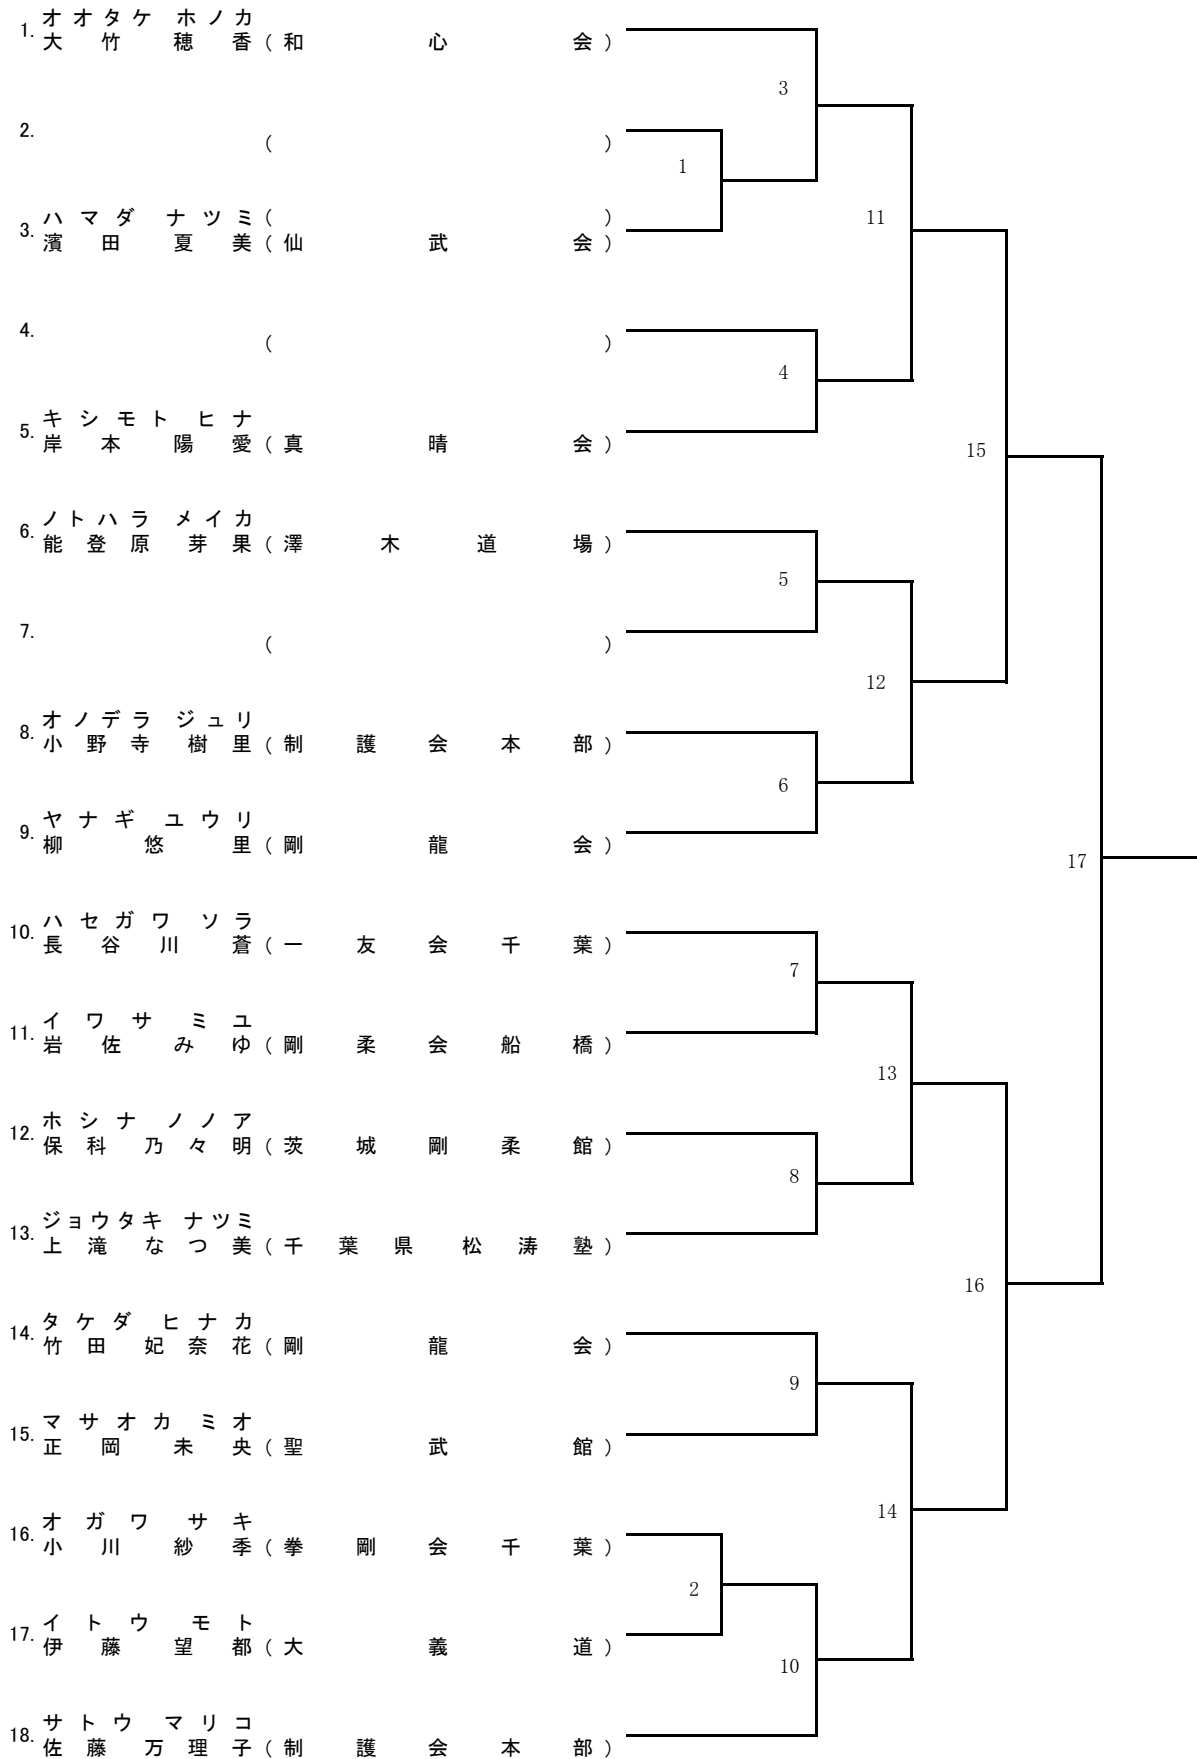 1. オオタケ ホノカ
大竹 穂香(和心会)
3
2. ( )
1
3. ハマダ ナツミ( )
濱田 夏美(仙武会)
11
4. ( )
4
5. キシモト ヒナ
岸本 陽愛(真晴会)
15
6. ノトハラ メイカ
能登原 芽果(澤木道場)
5
7. ( )
12
8. オノデラ ジュリ
小野寺 樹里(制護会本部)
6
9. ヤナギ ユウリ
柳 悠里(剛龍会)
17
10. ハセガワ ソラ
長谷川 蒼(一友会千葉)
7
11. イワサ ミユ
岩佐 みゆ(剛柔会船橋)
13
12. ホシナ ノノア
保科 乃々明(茨城剛柔館)
8
13. ジョウタキ ナツミ
上滝 なつ美(千葉県松涛塾)
16
14. タケダ ヒナカ
竹田 妃奈花(剛龍会)
9
15. マサオカ ミオ
正岡 未央(聖武館)
14
16. オガワ サキ
小川 紗季(拳剛会千葉)
2
17. イトウ モト
伊藤 望都(大義道)
10
18. サトウ マリコ
佐藤 万理子(制護会本部)